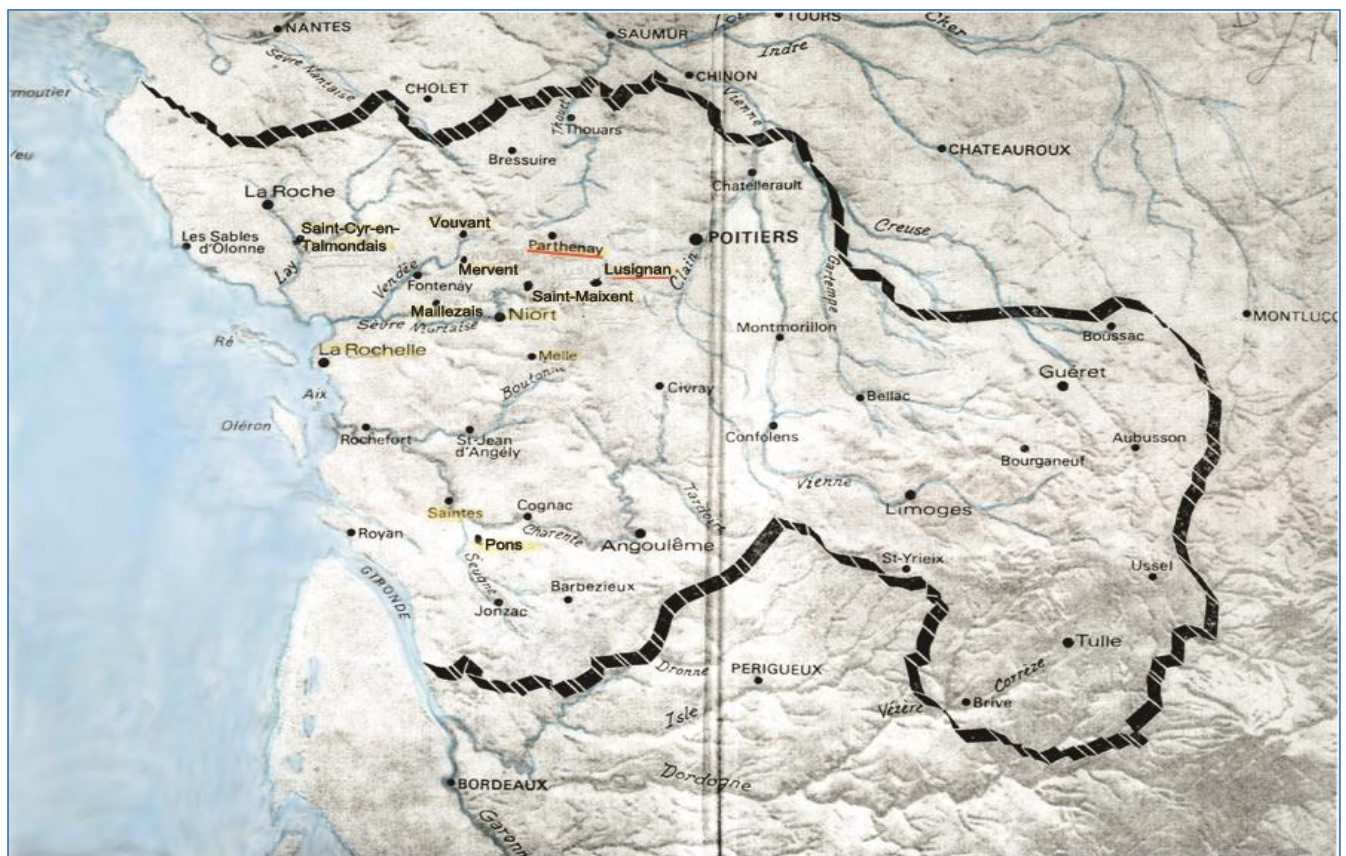 TOURS
Cher
NANTES
SAUMUR
Indre
Sèvre Nantaise
CHINON
CHOLET
Vienne
rmoutier
Thouet
Thouars
Yeu
Bressuire
CHATEAUROUX
Chatellerault
La Roche
Saint-Cyr-en-
Talmondais
Vouvant
Creuse
Les Sables
d'Olonne
Parthenay
POITIERS
Lay
Vendée
Mervent
Lusignan
Clain
Gartempe
Fontenay
Saint-Maixent
Maillezais
Niort
Sèvre Niortaise
MONTLUÇO
Montmorillon
Boussac
Ré
La Rochelle
Melle
Guéret
Boutonne
Civray
Aix
Bellac
Oléron
Rochefort
St-Jean
d'Angély
Confolens
Aubusson
Bourganeuf
Vienne
Tardoire
Saintes
Cognac
Limoges
Royan
Charente
Pons
Angoulême
St-Yrieix
Ussel
GIRONDE
Seugne
Barbezieux
Jonzac
Tulle
Dronne
PERIGUEUX
Corrèze
Isle
Vézère
Brive
Dordogne
BORDEAUX
Garonn